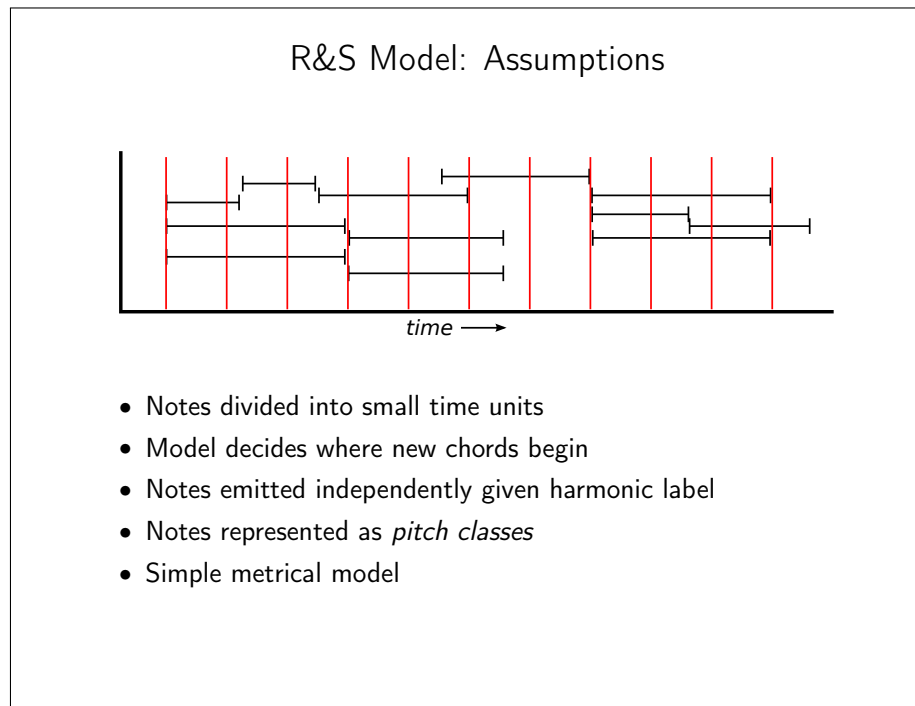 R&S Model: Assumptions
time
• Notes divided into small time units
• Model decides where new chords begin
• Notes emitted independently given harmonic label
• Notes represented as pitch classes
• Simple metrical model